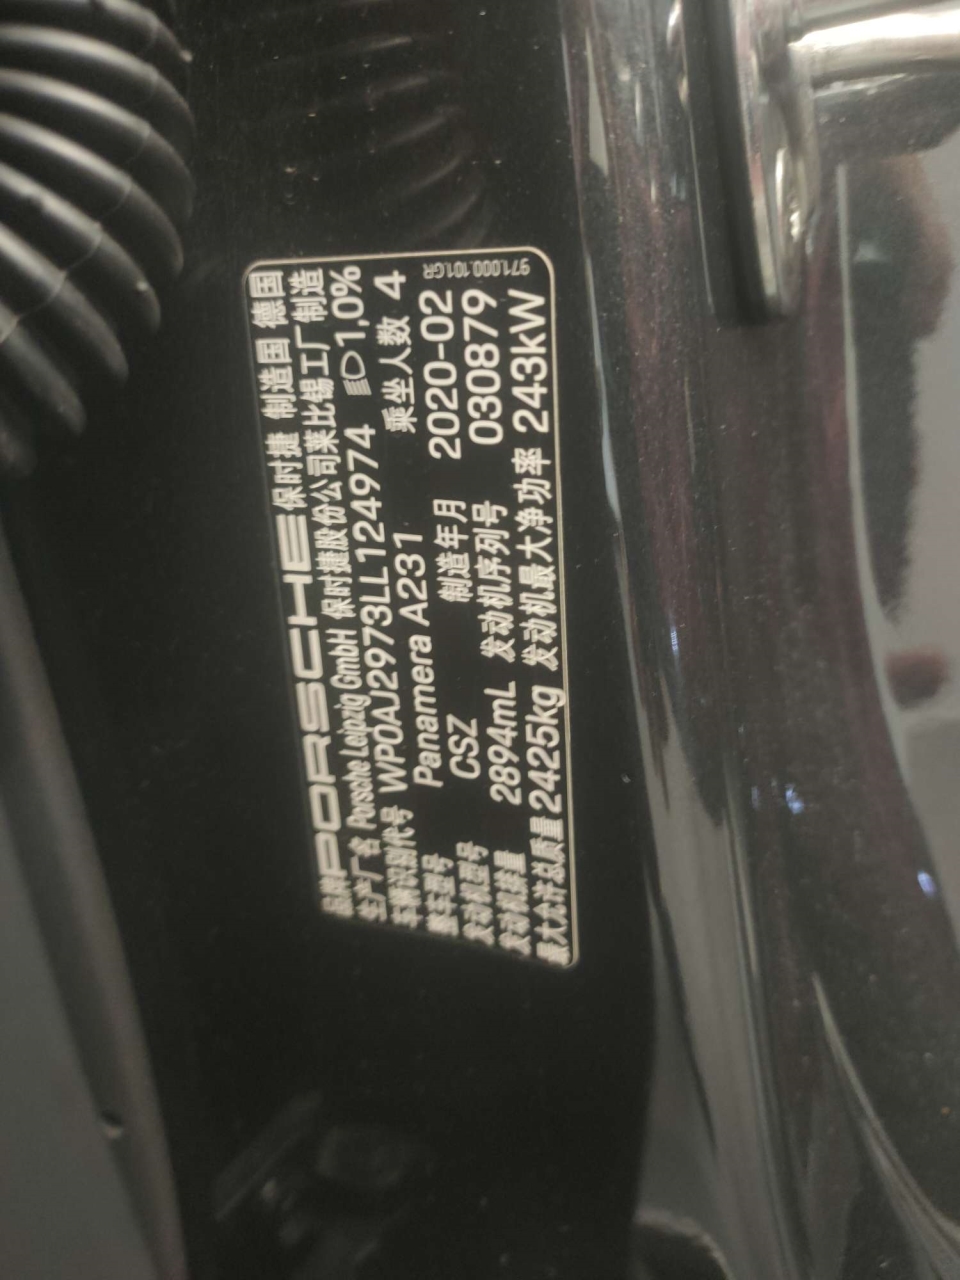 品牌 PORSCHE 保时捷 制造国 德国
生产厂名 Porsche Leipzig GmbH 保时捷股份公司莱比锡工厂制造
车辆识别代号 WP0AJ2973LL124974 1,0%
整车型号 Panamera A231 乘坐人数 4
发动机型号 CSZ 制造年月 2020-02
发动机排量 2894mL 发动机序列号 030879
最大允许总质量 2425kg 发动机最大净功率 243kW
971.000.101.GR